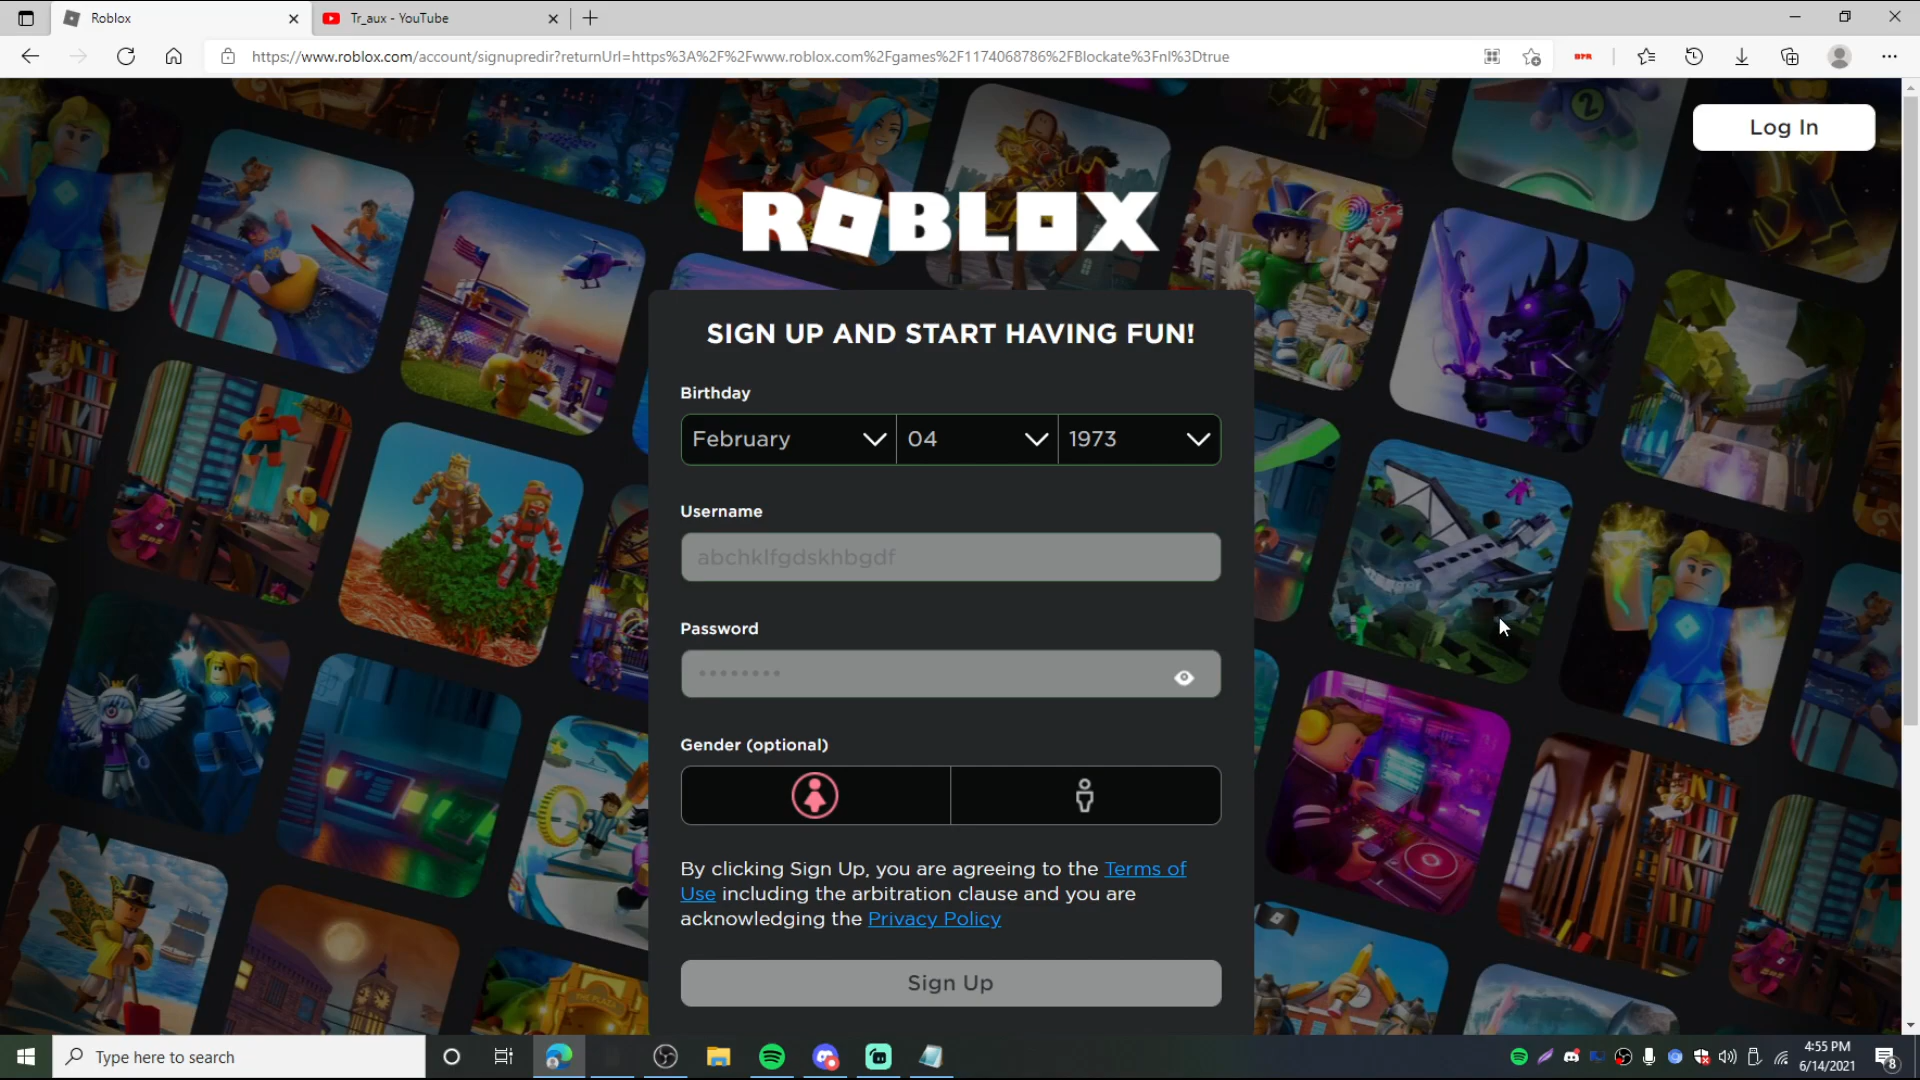 Roblox
Tr_aux - YouTube
https://www.roblox.com/account/signupredir?returnUrl=https%3A%2F%2Fwww.roblox.com%2Fgames%2F1174068786%2FBlockate%3Fnl%3Dtrue
Log In
ROBLOX
SIGN UP AND START HAVING FUN!
Birthday
February 04 1973
Username
abchklfgdskhbgdf
Password
Gender (optional)
By clicking Sign Up, you are agreeing to the Terms of
Use including the arbitration clause and you are
acknowledging the Privacy Policy
Sign Up
Type here to search
4:55 PM
6/14/2021
8